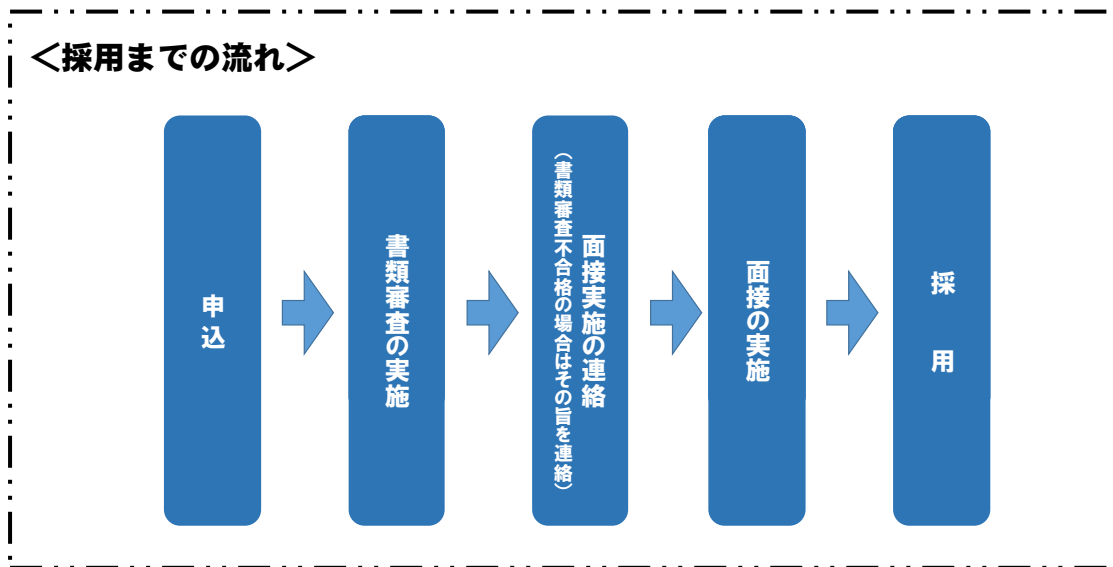 ＜採用までの流れ＞
申込
書類審査の実施
面接実施の連絡
（書類審査不合格の場合はその旨を連絡）
面接の実施
採用